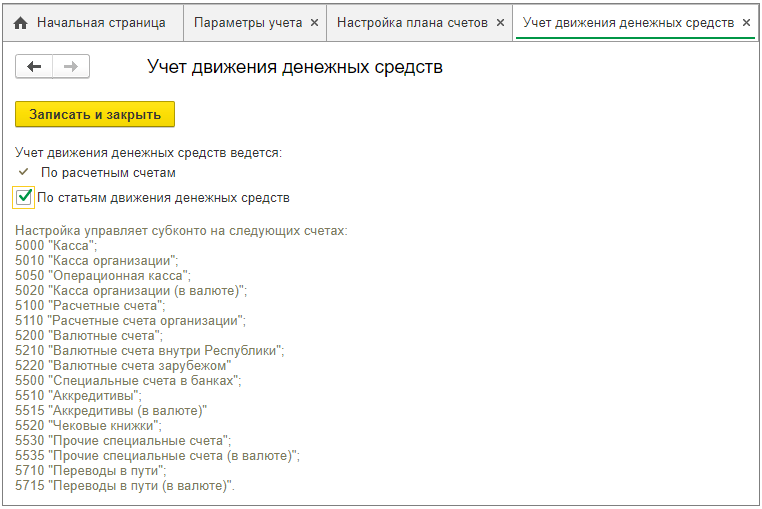 Начальная страница
Параметры учета ×
Настройка плана счетов ×
Учет движения денежных средств ×
Учет движения денежных средств
Записать и закрыть
Учет движения денежных средств ведется:
По расчетным счетам
По статьям движения денежных средств
Настройка управляет субконто на следующих счетах:
5000 "Касса";
5010 "Касса организации";
5050 "Операционная касса";
5020 "Касса организации (в валюте)";
5100 "Расчетные счета";
5110 "Расчетные счета организации";
5200 "Валютные счета";
5210 "Валютные счета внутри Республики";
5220 "Валютные счета зарубежом"
5500 "Специальные счета в банках";
5510 "Аккредитивы";
5515 "Аккредитивы (в валюте)"
5520 "Чековые книжки";
5530 "Прочие специальные счета";
5535 "Прочие специальные счета (в валюте)";
5710 "Переводы в пути";
5715 "Переводы в пути (в валюте)".